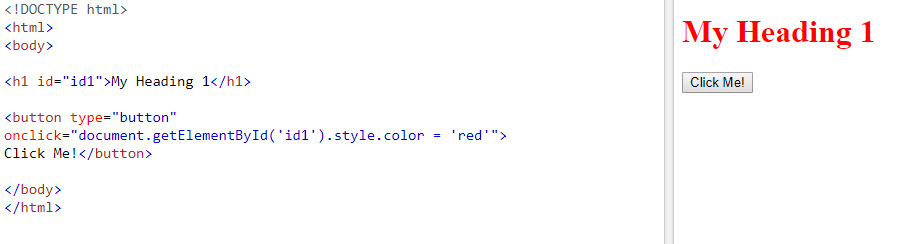 <!DOCTYPE html>
<html>
<body>
<h1 id="id1">My Heading 1</h1>
<button type="button"
onclick="document.getElementById('id1').style.color = 'red'">
Click Me!</button>
</body>
</html>
My Heading 1
Click Me!